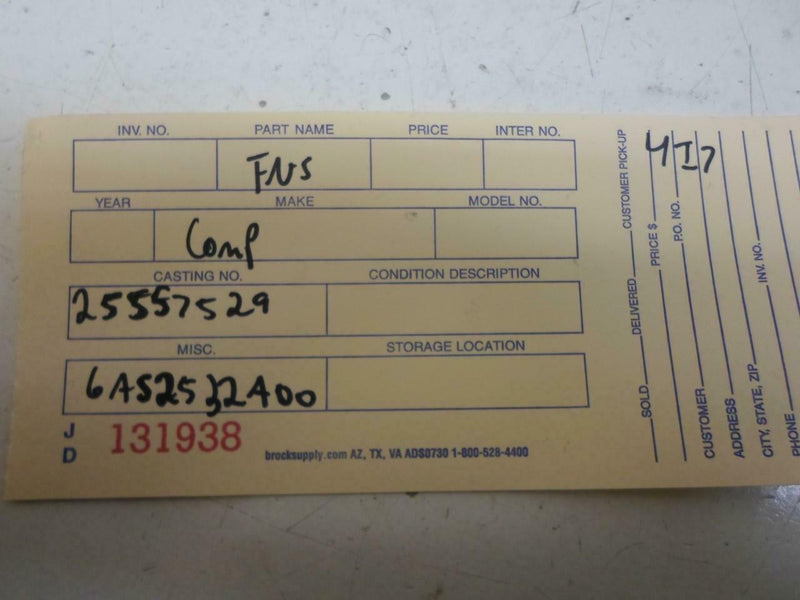 INV. NO. PART NAME PRICE INTER NO.
FNS
YEAR MAKE MODEL NO.
Comp
CASTING NO. CONDITION DESCRIPTION
25557529
MISC. STORAGE LOCATION
6AS2532400
J D 131938
brocksupply.com AZ, TX, VA ADS0730 1-800-528-4400
SOLD DELIVERED CUSTOMER PICK-UP
PRICE $
P.O. NO.
CUSTOMER
ADDRESS
CITY, STATE, ZIP INV. NO.
PHONE